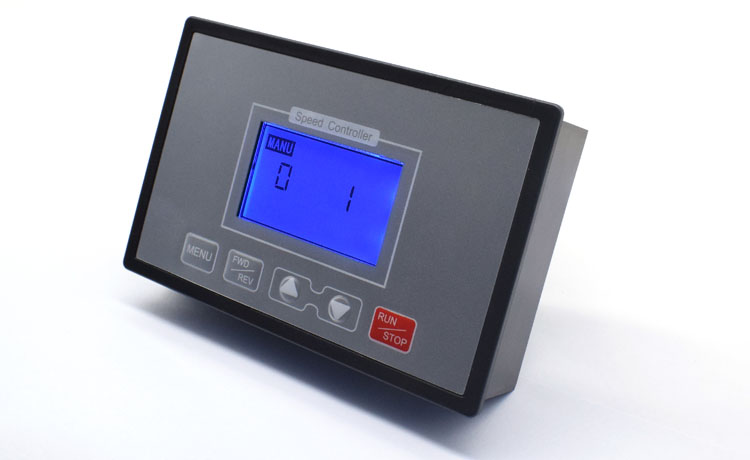 Speed Controller
MANU
0 1
MENU
FWD
REV
RUN
STOP